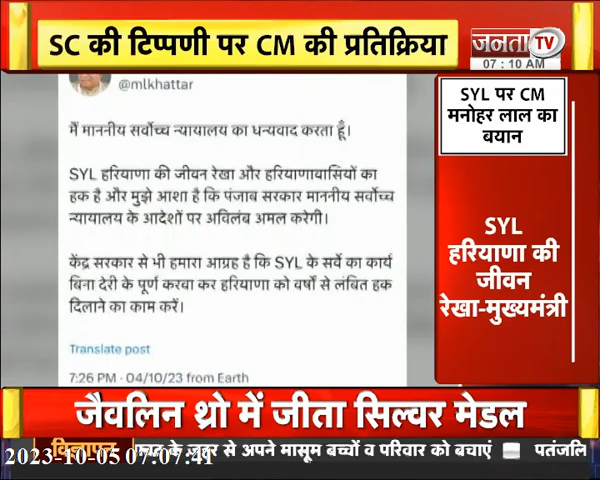 SC की टिप्पणी पर CM की प्रतिक्रिया
जनता TV
07:10 AM
@mlkhattar
मैं माननीय सर्वोच्च न्यायालय का धन्यवाद करता हूँ।
SYL हरियाणा की जीवन रेखा और हरियाणावासियों का
हक है और मुझे आशा है कि पंजाब सरकार माननीय सर्वोच्च
न्यायालय के आदेशों पर अविलंब अमल करेगी।
केंद्र सरकार से भी हमारा आग्रह है कि SYL के सर्वे का कार्य
बिना देरी के पूर्ण करवा कर हरियाणा को वर्षों से लंबित हक
दिलाने का काम करें।
Translate post
7:26 PM · 04/10/23 from Earth
SYL पर CM
मनोहर लाल का
बयान
SYL
हरियाणा की
जीवन
रेखा-मुख्यमंत्री
जैवलिन थ्रो में जीता सिल्वर मेडल
विज्ञापन
के ज़हर से अपने मासूम बच्चों व परिवार को बचाएं
पतंजलि
2023-10-05 07:07:41